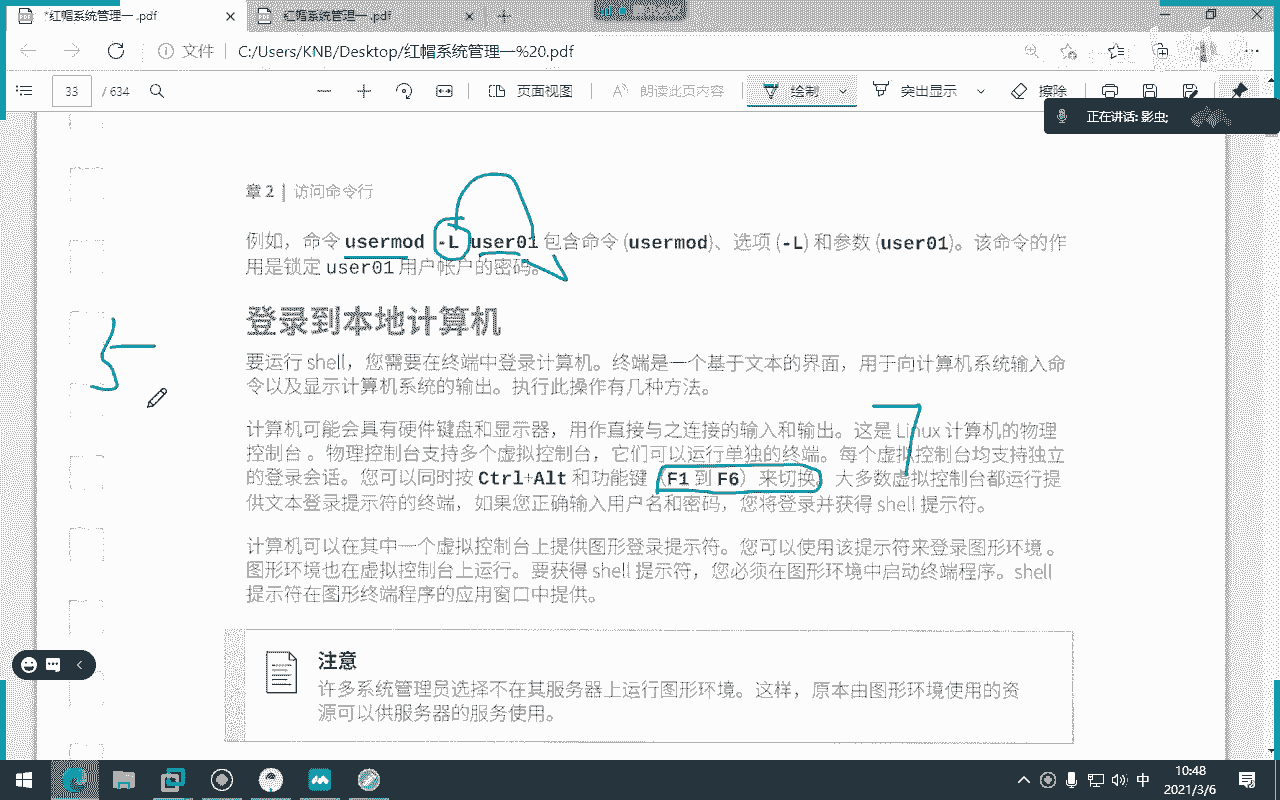 *红帽系统管理一 .pdf
红帽系统管理一 .pdf
文件 C:/Users/KNB/Desktop/红帽系统管理一%20.pdf
33 / 634 页面视图 朗读此页内容 绘制 突出显示 擦除
正在讲话: 影虫;
章 2 | 访问命令行
例如，命令 usermod -L user01 包含命令 (usermod)、选项 (-L) 和参数 (user01)。该命令的作
用是锁定 user01 用户帐户的密码。
登录到本地计算机
要运行 shell，您需要在终端中登录计算机。终端是一个基于文本的界面，用于向计算机系统输入命
令以及显示计算机系统的输出。执行此操作有几种方法。
计算机可能会具有硬件键盘和显示器，用作直接与之连接的输入和输出。这是 Linux 计算机的物理
控制台 。物理控制台支持多个虚拟控制台，它们可以运行单独的终端。每个虚拟控制台均支持独立
的登录会话。您可以同时按 Ctrl+Alt 和功能键（F1 到 F6）来切换。大多数虚拟控制台都运行提
供文本登录提示符的终端，如果您正确输入用户名和密码，您将登录并获得 shell 提示符。
计算机可以在其中一个虚拟控制台上提供图形登录提示符。您可以使用该提示符来登录图形环境 。
图形环境也在虚拟控制台上运行。要获得 shell 提示符，您必须在图形环境中启动终端程序。shell
提示符在图形终端程序的应用窗口中提供。
注意
许多系统管理员选择不在其服务器上运行图形环境。这样，原本由图形环境使用的资
源可以供服务器的服务使用。
中 10:48
2021/3/6